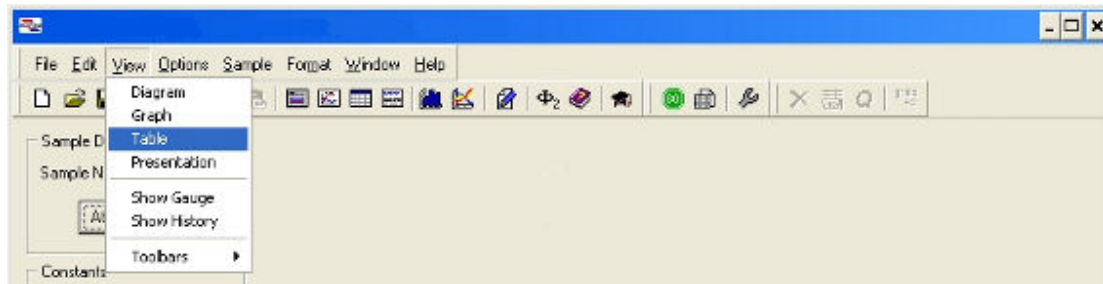 File Edit View Options Sample Format Window Help
Diagram
Graph
Table
Presentation
Show Gauge
Show History
Toolbars
Sample D
Sample N
Constants